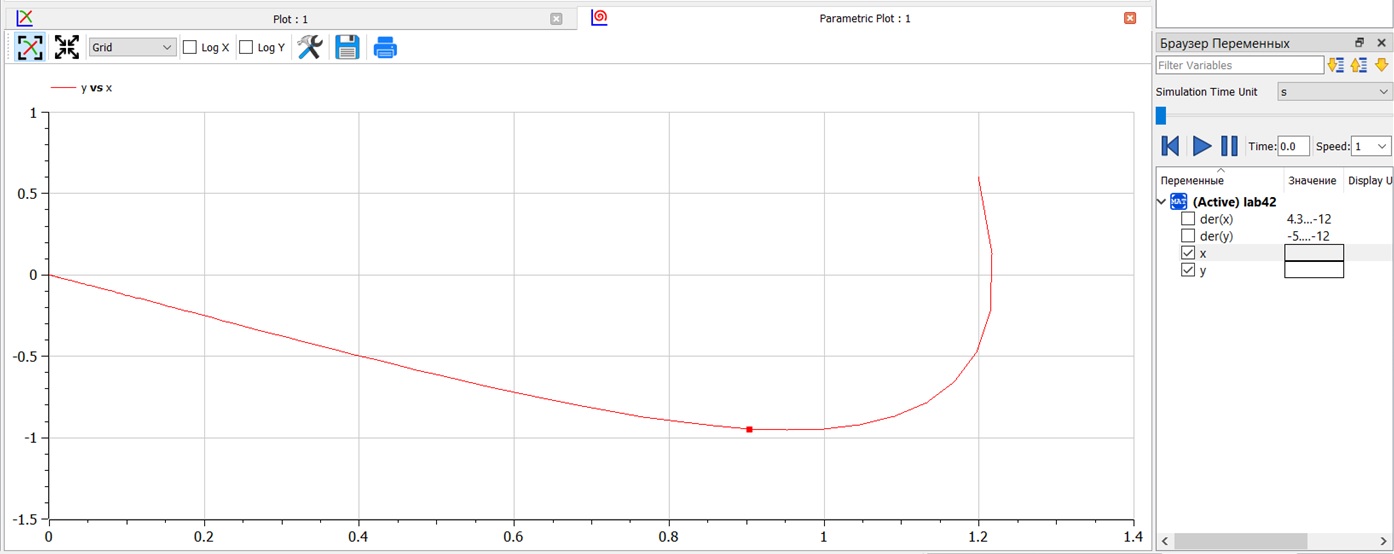 Plot : 1
Parametric Plot : 1
Grid
Log X
Log Y
y vs x
1
0.5
0
-0.5
-1
-1.5
0
0.2
0.4
0.6
0.8
1
1.2
1.4
Браузер Переменных
Filter Variables
Simulation Time Unit
s
Time: 0.0
Speed: 1
Переменные Значение Display U
(Active) lab42
der(x) 4.3...-12
der(y) -5....-12
x
y